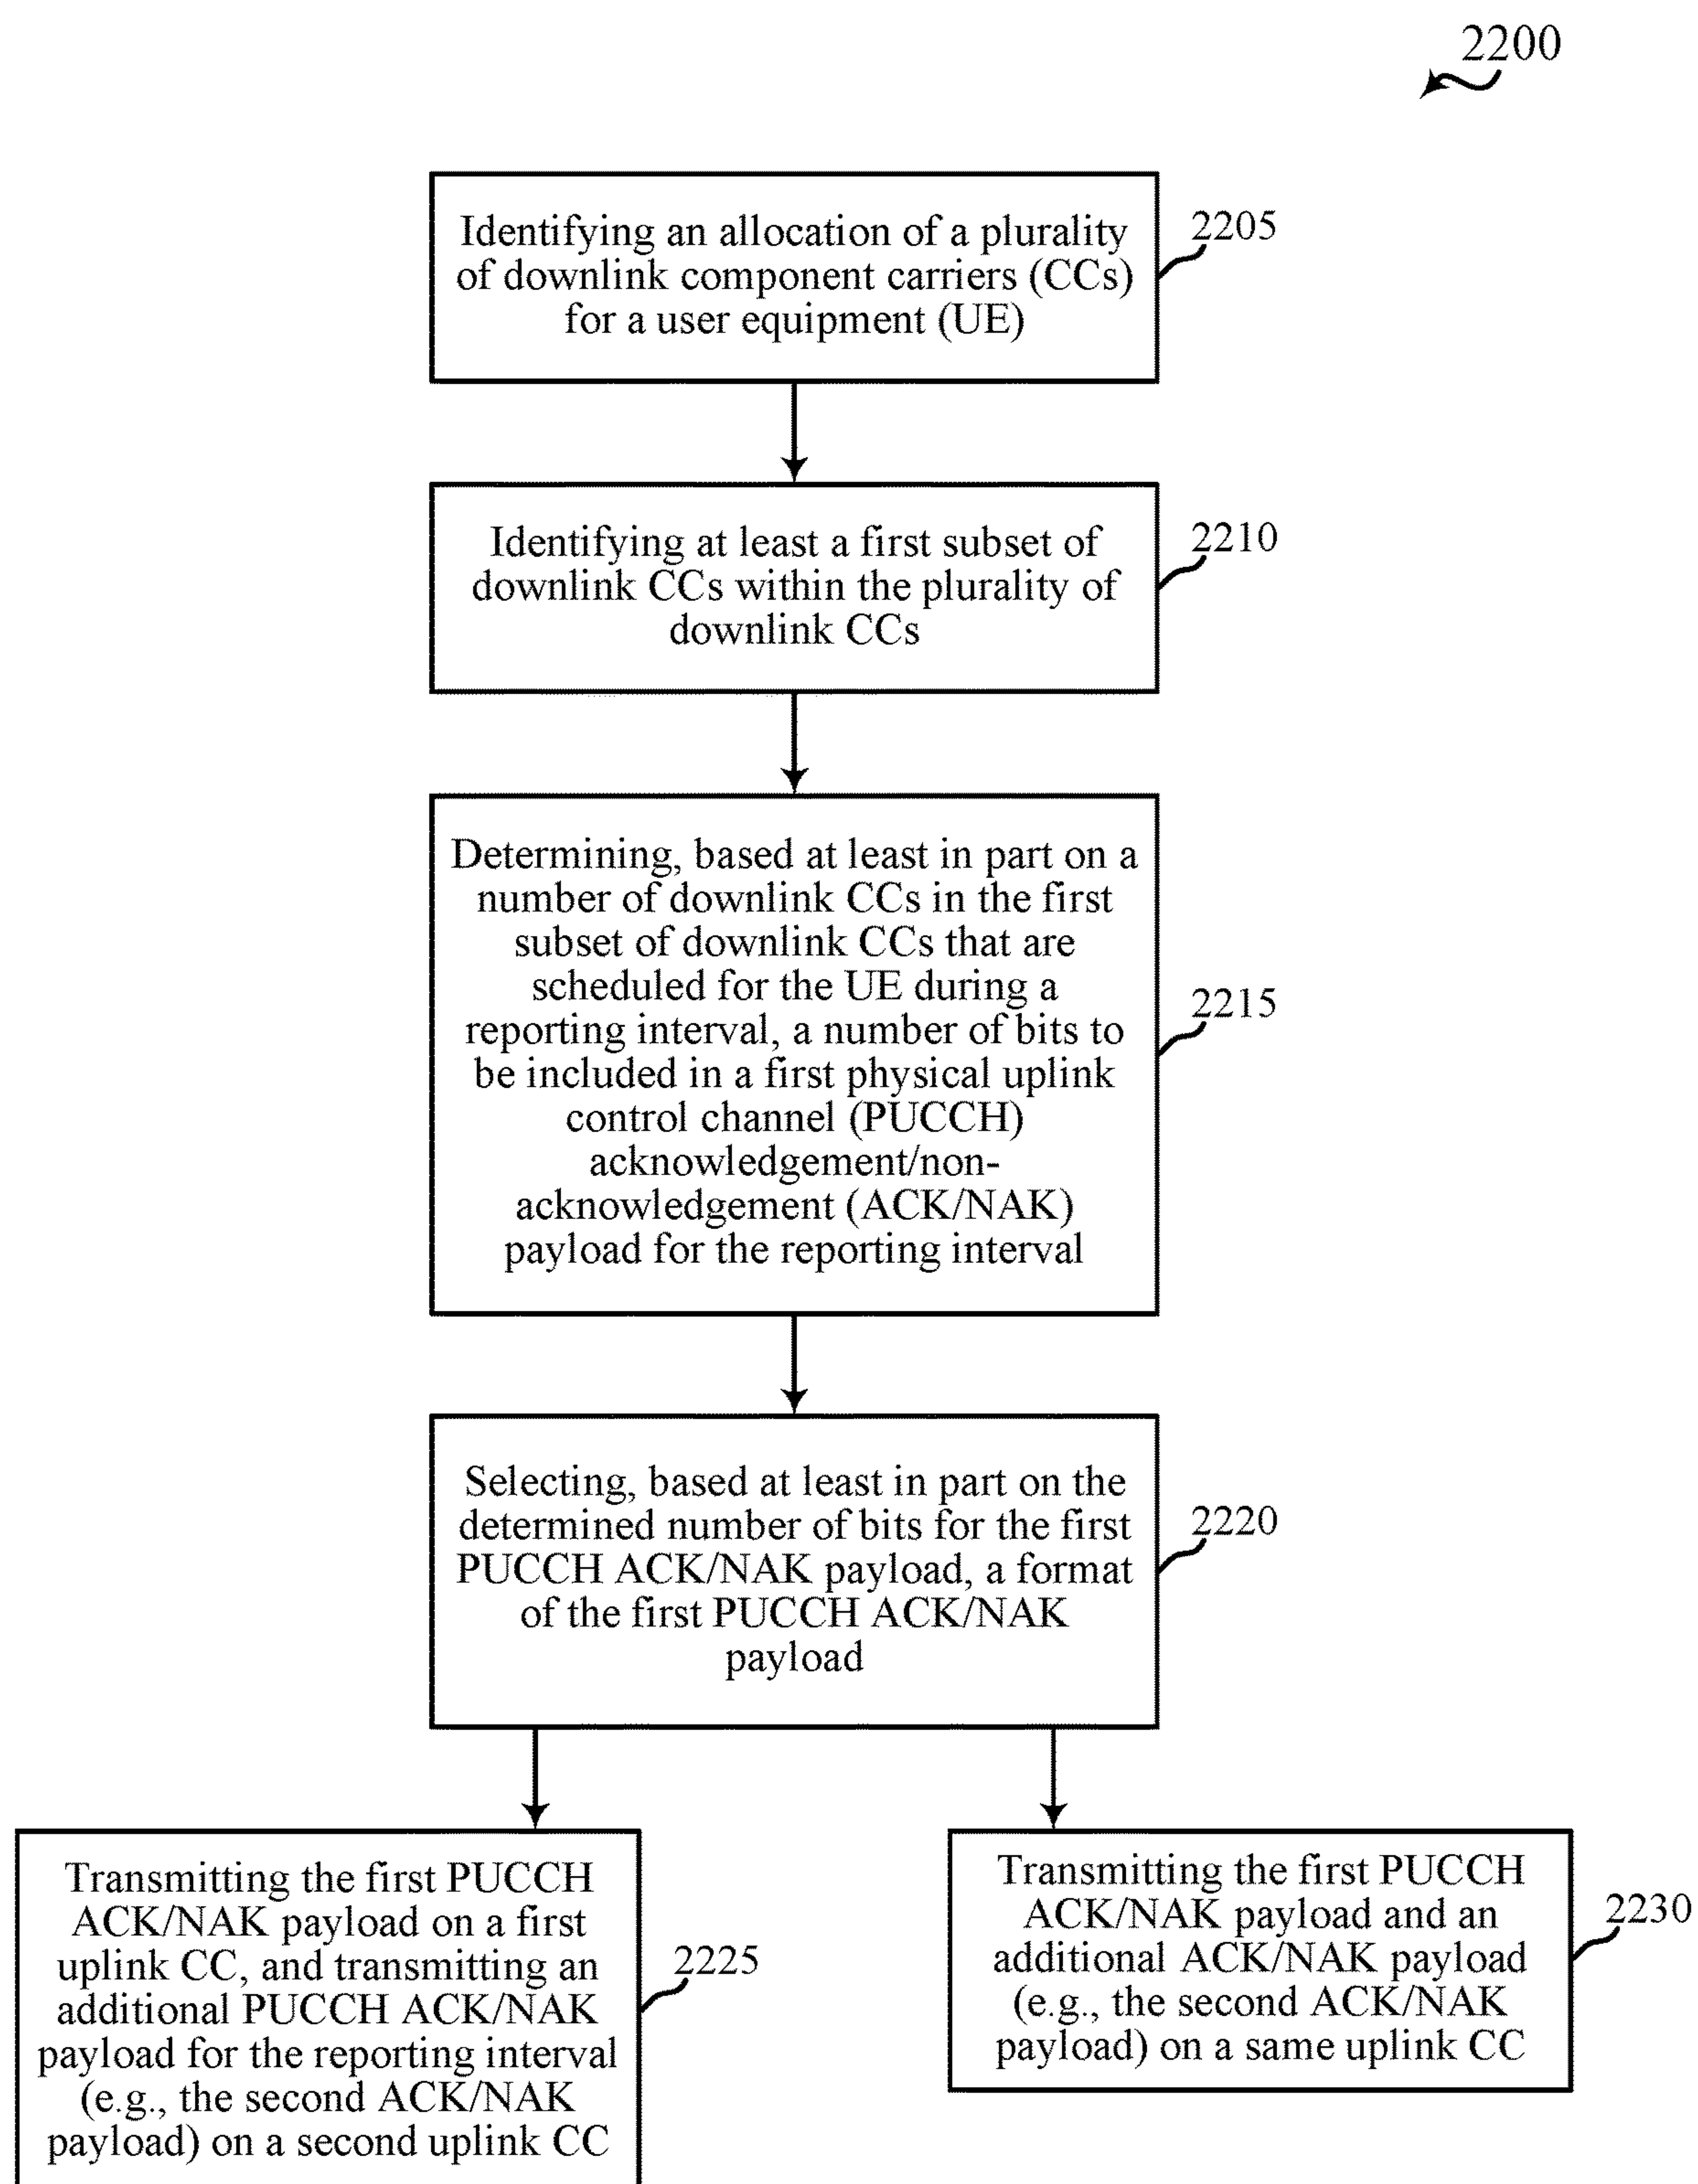 2200
Identifying an allocation of a plurality
of downlink component carriers (CCs)
for a user equipment (UE)
2205
Identifying at least a first subset of
downlink CCs within the plurality of
downlink CCs
2210
Determining, based at least in part on a
number of downlink CCs in the first
subset of downlink CCs that are
scheduled for the UE during a
reporting interval, a number of bits to
be included in a first physical uplink
control channel (PUCCH)
acknowledgement/non-
acknowledgement (ACK/NAK)
payload for the reporting interval
2215
Selecting, based at least in part on the
determined number of bits for the first
PUCCH ACK/NAK payload, a format
of the first PUCCH ACK/NAK
payload
2220
Transmitting the first PUCCH
ACK/NAK payload on a first
uplink CC, and transmitting an
additional PUCCH ACK/NAK
payload for the reporting interval
(e.g., the second ACK/NAK
payload) on a second uplink CC
2225
Transmitting the first PUCCH
ACK/NAK payload and an
additional ACK/NAK payload
(e.g., the second ACK/NAK
payload) on a same uplink CC
2230